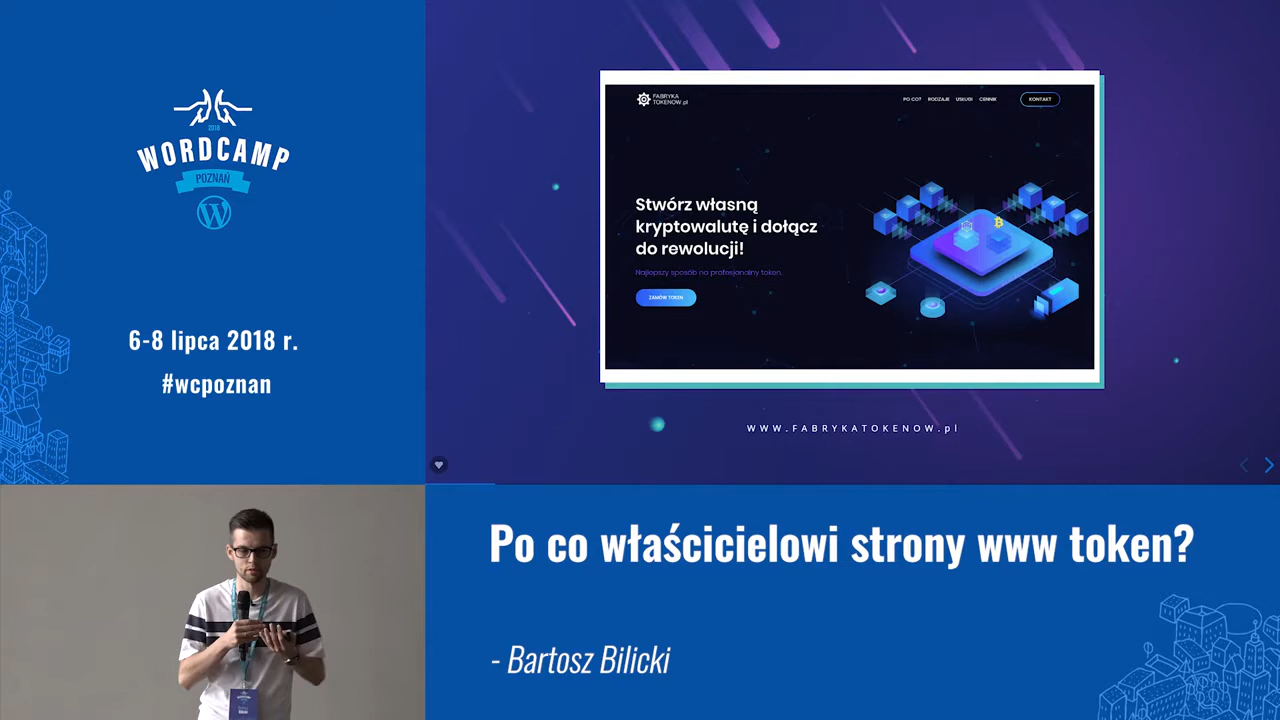 2018
WORDCAMP
POZNAŃ
6-8 lipca 2018 r.
#wcpoznan
FABRYKA
TOKENOW.pl
PO CO? RODZAJE USŁUGI CENNIK KONTAKT
Stwórz własną
kryptowalutę i dołącz
do rewolucji!
Najlepszy sposób na profesjonalny token.
ZAMÓW TOKEN
WWW.FABRYKATOKENOW.pl
Po co właścicielowi strony www token?
- Bartosz Bilicki
WORDCAMP